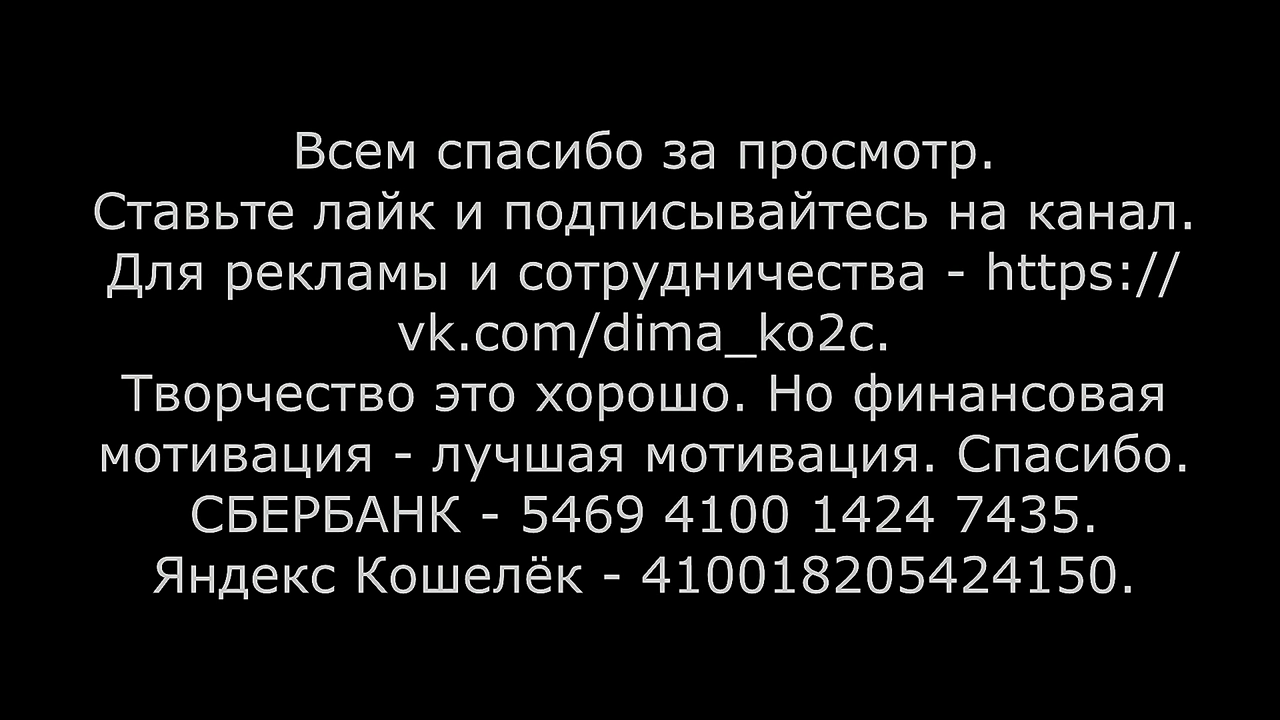 Всем спасибо за просмотр.
Ставьте лайк и подписывайтесь на канал.
Для рекламы и сотрудничества - https://
vk.com/dima_ko2c.
Творчество это хорошо. Но финансовая
мотивация - лучшая мотивация. Спасибо.
СБЕРБАНК - 5469 4100 1424 7435.
Яндекс Кошелёк - 410018205424150.